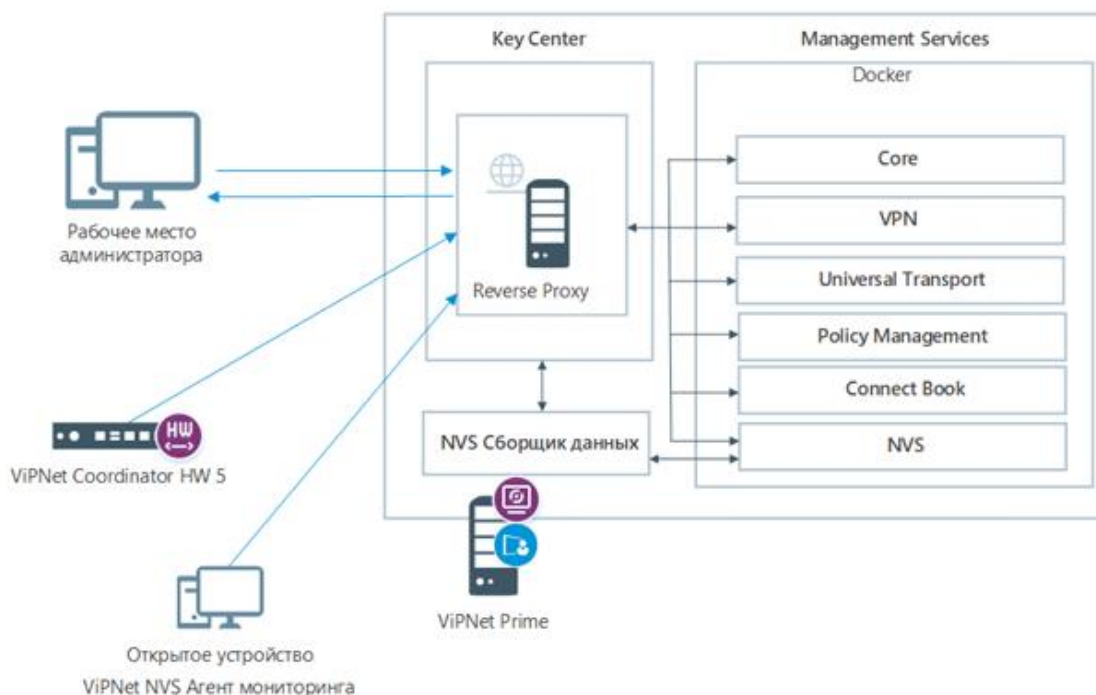 Key Center
Management Services
Docker
Core
VPN
Universal Transport
Policy Management
Connect Book
NVS
Reverse Proxy
NVS Сборщик данных
Рабочее место
администратора
HW
ViPNet Coordinator HW 5
ViPNet Prime
Открытое устройство
ViPNet NVS Агент мониторинга